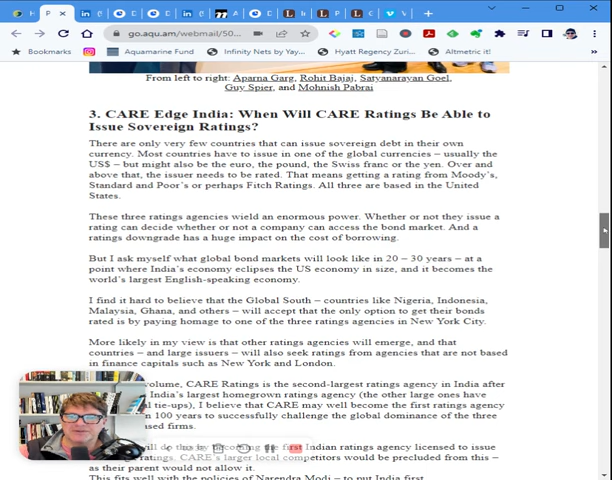 go.aqu.am/webmail/50...
Bookmarks
Aquamarine Fund
Infinity Nets by Yay...
Hyatt Regency Zuri...
Altmetric it!
From left to right: Aparna Garg, Rohit Bajaj, Satyanarayan Goel,
Guy Spier, and Mohnish Pabrai
3. CARE Edge India: When Will CARE Ratings Be Able to
Issue Sovereign Ratings?
There are only very few countries that can issue sovereign debt in their own
currency. Most countries have to issue in one of the global currencies – usually the
US$ – but might also be the euro, the pound, the Swiss franc or the yen. Over and
above that, the issuer needs to be rated. That means getting a rating from Moody's,
Standard and Poor's or perhaps Fitch Ratings. All three are based in the United
States.
These three ratings agencies wield an enormous power. Whether or not they issue a
rating can decide whether or not a company can access the bond market. And a
ratings downgrade has a huge impact on the cost of borrowing.
But I ask myself what global bond markets will look like in 20 – 30 years – at a
point where India's economy eclipses the US economy in size, and it becomes the
world's largest English-speaking economy.
I find it hard to believe that the Global South – countries like Nigeria, Indonesia,
Malaysia, Ghana, and others – will accept that the only option to get their bonds
rated is by paying homage to one of the three ratings agencies in New York City.
More likely in my view is that other ratings agencies will emerge, and that
countries – and large issuers – will also seek ratings from agencies that are not based
in finance capitals such as New York and London.
volume, CARE Ratings is the second-largest ratings agency in India after
India's largest homegrown ratings agency (the other large ones have
tie-ups), I believe that CARE may well become the first ratings agency
in 100 years to successfully challenge the global dominance of the three
firms.
will do this by becoming the first Indian ratings agency licensed to issue
ratings. CARE's larger local competitors would be precluded from this –
as their parent would not allow it.
This fits well with the policies of Narendra Modi – to put India first